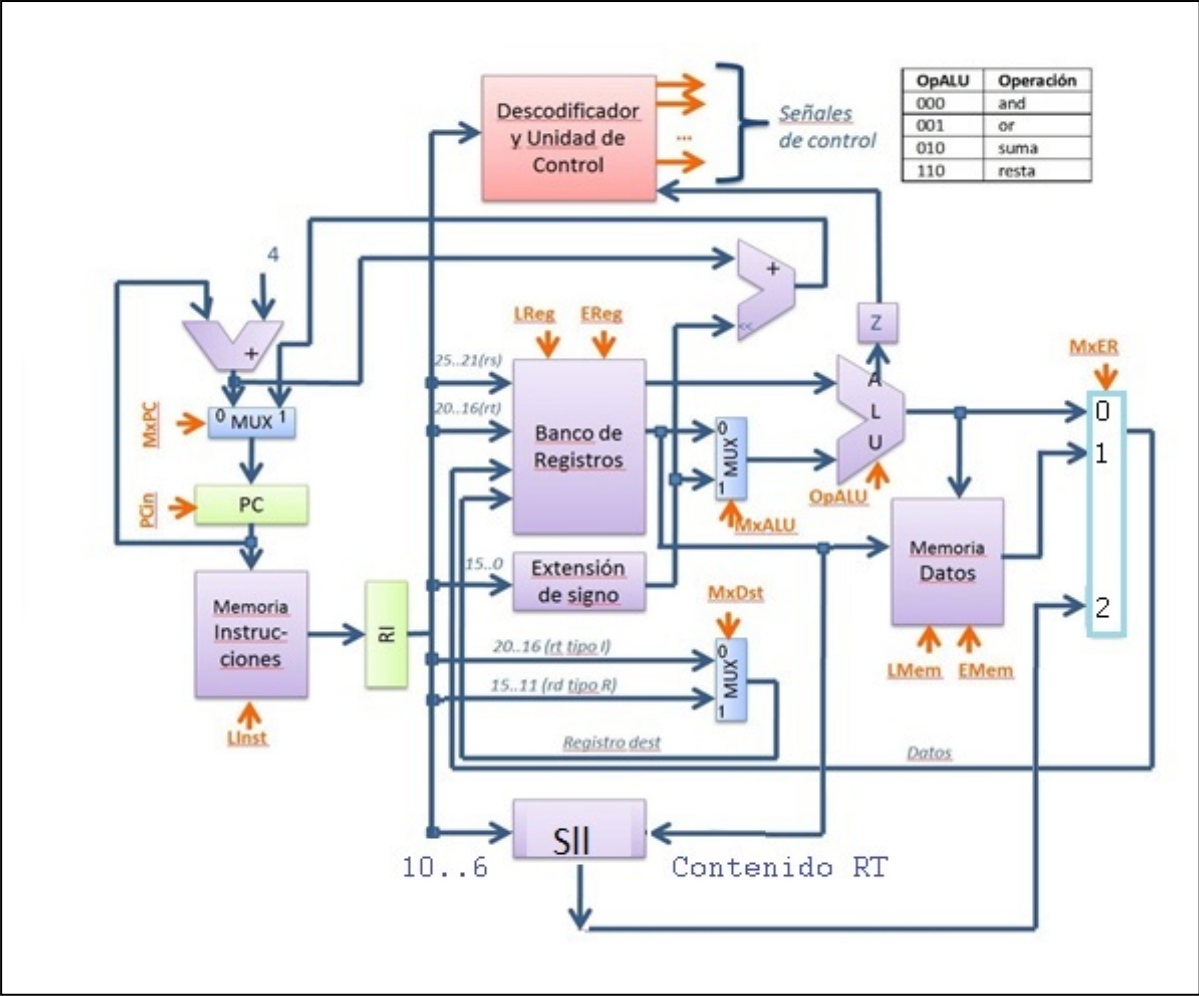 Descodificador
y Unidad de
Control
...
Señales
de control
OpALU Operación
000 and
001 or
010 suma
110 resta
4
+
+
<<
Z
LReg EReg
25..21(rs)
20..16(rt)
Banco de
Registros
MxPC
0 MUX 1
PCin
PC
0 MUX 1
MxALU
A
L
U
OpALU
MxER
0
1
2
15..0
Extensión
de signo
Memoria
Datos
LMem EMem
Memoria
Instruc-
ciones
LInst
RI
MxDst
20..16 (rt tipo I)
15..11 (rd tipo R)
0 MUX 1
Registro dest
Datos
Sll
10..6
Contenido RT